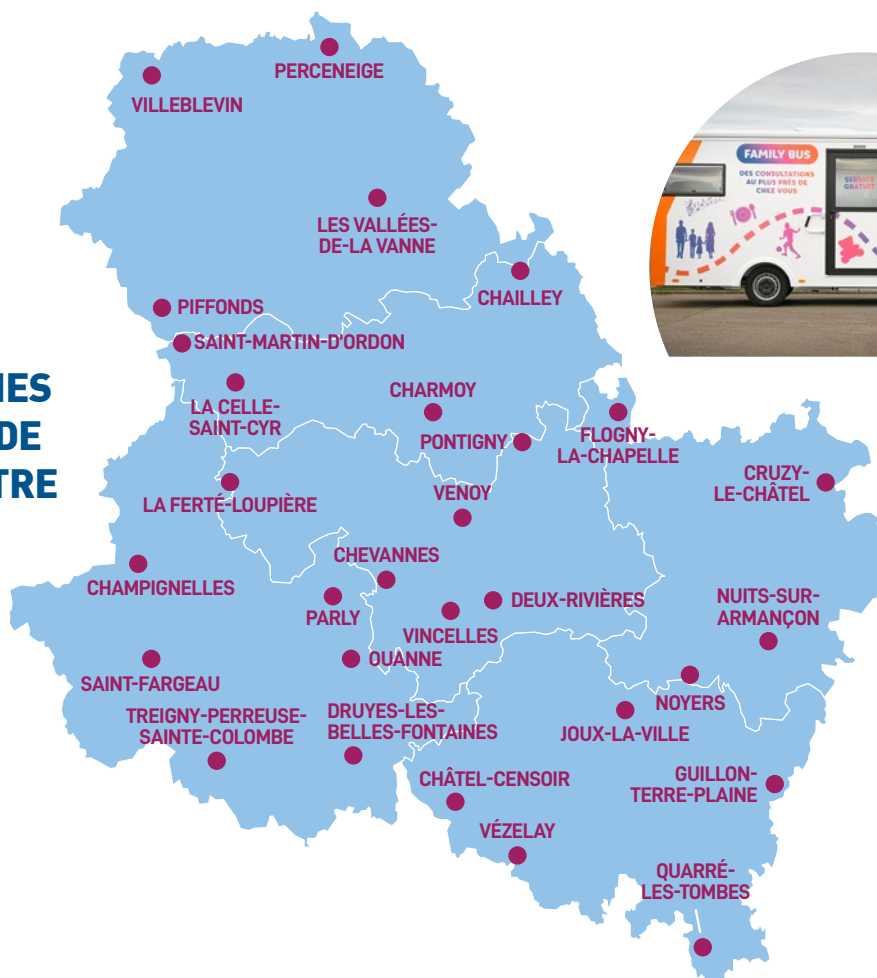 PERCENEIGE
VILLEBLEVIN
FAMILY BUS
DES CONSULTATIONS
AU PLUS PRÈS DE
CHEZ VOUS
SERVICE
GRATUIT
LES VALLÉES-
DE-LA VANNE
CHAILLEY
PIFFONDS
SAINT-MARTIN-D'ORDON
DE
LA CELLE-
SAINT-CYR
CHARMOY
PONTIGNY
FLOGNY-
LA-CHAPELLE
CRUZY-
LE-CHÂTEL
LA FERTÉ-LOUPIÈRE
VENOY
CHEVANNES
CHAMPIGNELLES
PARLY
DEUX-RIVIÈRES
VINCELLES
NUITS-SUR-
ARMANÇON
OUANNE
SAINT-FARGEAU
NOYERS
TREIGNY-PERREUSE-
SAINTE-COLOMBE
DRUYES-LES-
BELLES-FONTAINES
JOUX-LA-VILLE
CHÂTEL-CENSOIR
GUILLON-
TERRE-PLAINE
VÉZELAY
QUARRÉ-
LES-TOMBES